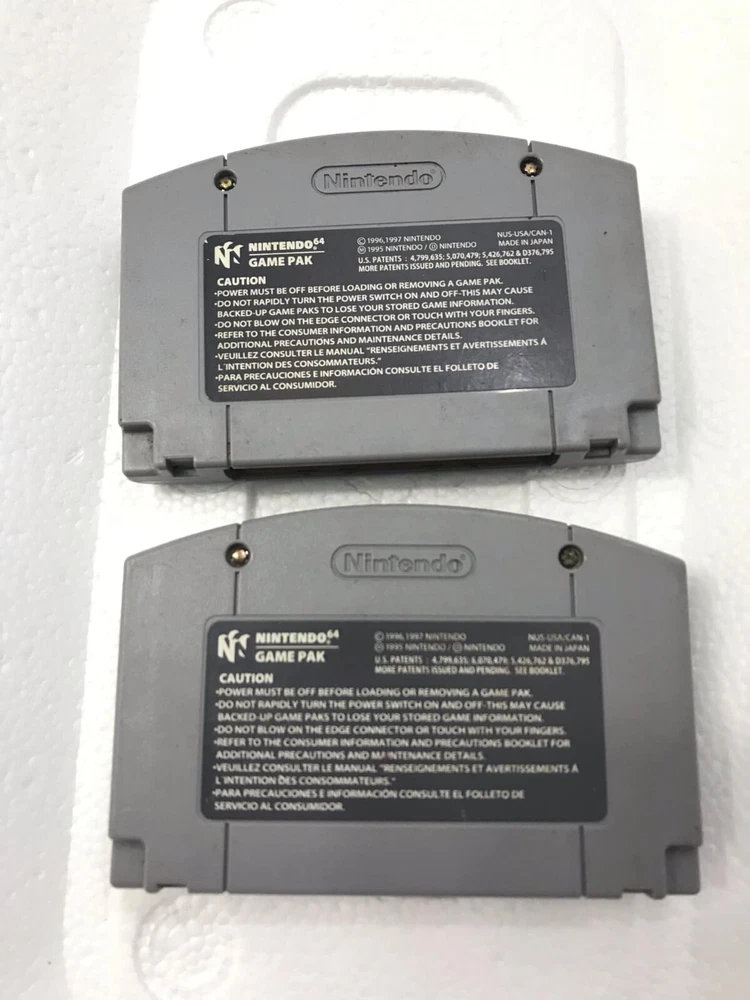 Nintendo
NINTENDO64
GAME PAK
©1996,1997 NINTENDO
Ⓜ1995 NINTENDO / Ⓓ NINTENDO
NUS-USA/CAN-1
MADE IN JAPAN
U.S. PATENTS : 4,799,635; 5,070,479; 5,426,762 & D376,795
MORE PATENTS ISSUED AND PENDING. SEE BOOKLET.
CAUTION
•POWER MUST BE OFF BEFORE LOADING OR REMOVING A GAME PAK.
•DO NOT RAPIDLY TURN THE POWER SWITCH ON AND OFF-THIS MAY CAUSE
BACKED-UP GAME PAKS TO LOSE YOUR STORED GAME INFORMATION.
•DO NOT BLOW ON THE EDGE CONNECTOR OR TOUCH WITH YOUR FINGERS.
•REFER TO THE CONSUMER INFORMATION AND PRECAUTIONS BOOKLET FOR
ADDITIONAL PRECAUTIONS AND MAINTENANCE DETAILS.
•VEUILLEZ CONSULTER LE MANUAL "RENSEIGNEMENTS ET AVERTISSEMENTS À
L'INTENTION DES CONSOMMATEURS."
•PARA PRECAUCIONES E INFORMACIÓN CONSULTE EL FOLLETO DE
SERVICIO AL CONSUMIDOR.
Nintendo
NINTENDO64
GAME PAK
©1996,1997 NINTENDO
Ⓜ1995 NINTENDO / Ⓓ NINTENDO
NUS-USA/CAN-1
MADE IN JAPAN
U.S. PATENTS : 4,799,635; 5,070,479; 5,426,762 & D376,795
MORE PATENTS ISSUED AND PENDING. SEE BOOKLET.
CAUTION
•POWER MUST BE OFF BEFORE LOADING OR REMOVING A GAME PAK.
•DO NOT RAPIDLY TURN THE POWER SWITCH ON AND OFF-THIS MAY CAUSE
BACKED-UP GAME PAKS TO LOSE YOUR STORED GAME INFORMATION.
•DO NOT BLOW ON THE EDGE CONNECTOR OR TOUCH WITH YOUR FINGERS.
•REFER TO THE CONSUMER INFORMATION AND PRECAUTIONS BOOKLET FOR
ADDITIONAL PRECAUTIONS AND MAINTENANCE DETAILS.
•VEUILLEZ CONSULTER LE MANUAL "RENSEIGNEMENTS ET AVERTISSEMENTS À
L'INTENTION DES CONSOMMATEURS."
•PARA PRECAUCIONES E INFORMACIÓN CONSULTE EL FOLLETO DE
SERVICIO AL CONSUMIDOR.